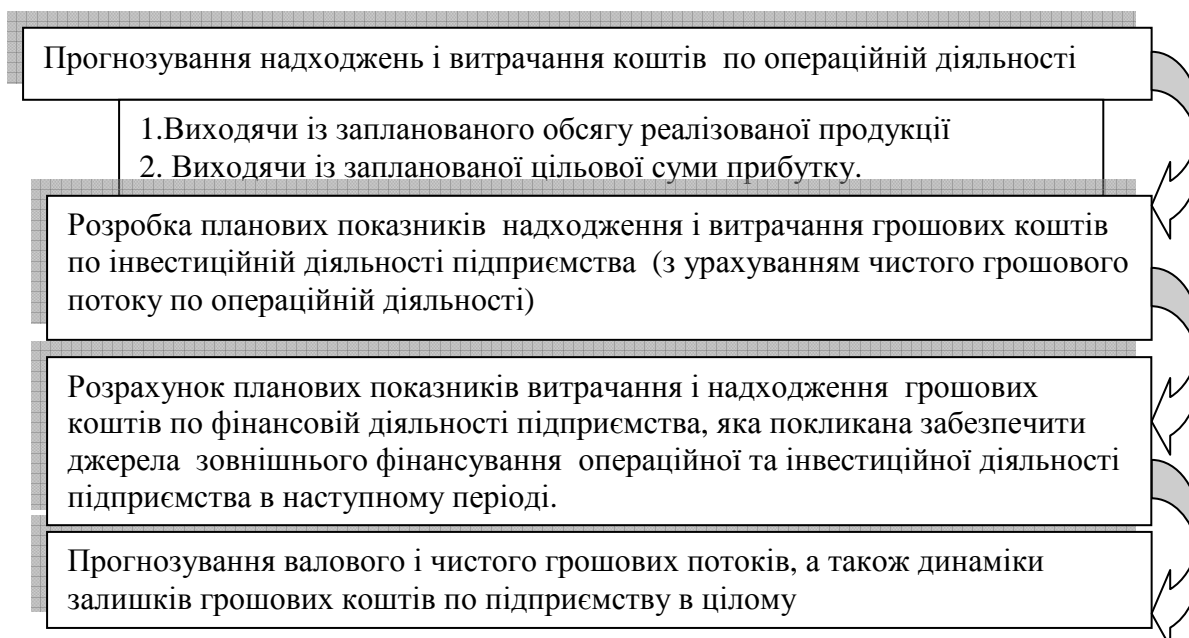 Прогнозування надходжень і витрачання коштів по операційній діяльності
1.Виходячи із запланованого обсягу реалізованої продукції
2. Виходячи із запланованої цільової суми прибутку.
Розробка планових показників надходження і витрачання грошових коштів
по інвестиційній діяльності підприємства (з урахуванням чистого грошового
потоку по операційній діяльності)
Розрахунок планових показників витрачання і надходження грошових
коштів по фінансовій діяльності підприємства, яка покликана забезпечити
джерела зовнішнього фінансування операційної та інвестиційної діяльності
підприємства в наступному періоді.
Прогнозування валового і чистого грошових потоків, а також динаміки
залишків грошових коштів по підприємству в цілому